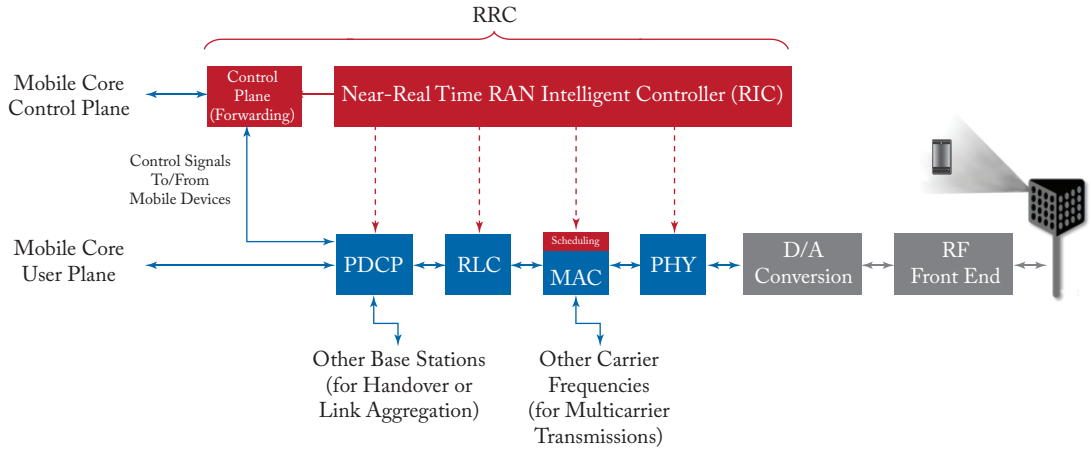 RRC
Mobile Core
Control Plane
Control
Plane
(Forwarding)
Near-Real Time RAN Intelligent Controller (RIC)
Control Signals
To/From
Mobile Devices
Mobile Core
User Plane
PDCP
RLC
Scheduling
MAC
PHY
D/A
Conversion
RF
Front End
Other Base Stations
(for Handover or
Link Aggregation)
Other Carrier
Frequencies
(for Multicarrier
Transmissions)